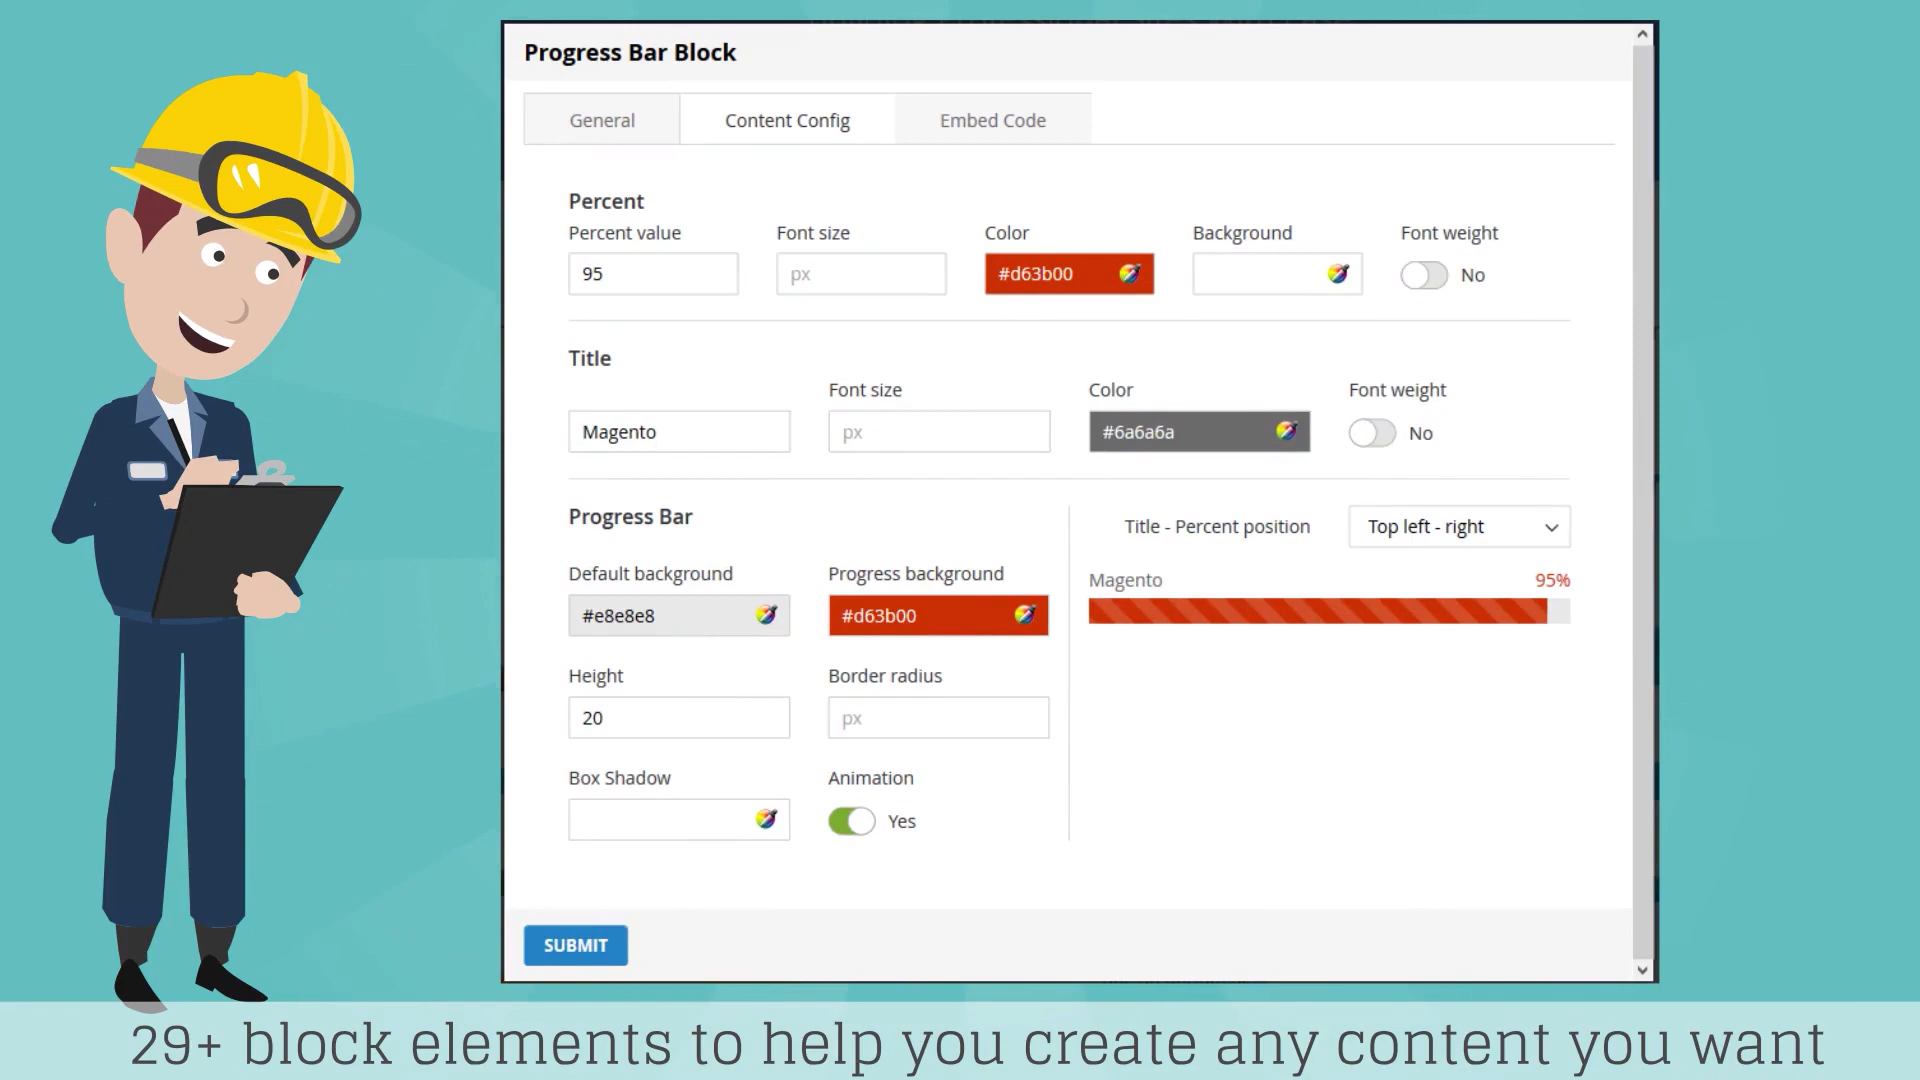 Progress Bar Block
General Content Config Embed Code
Percent
Percent value Font size Color Background Font weight
95 px #d63b00 No
Title
Font size Color Font weight
Magento px #6a6a6a No
Progress Bar
Title - Percent position Top left - right
Default background Progress background
Magento 95%
#e8e8e8 #d63b00
Height Border radius
20 px
Box Shadow Animation
Yes
SUBMIT
29+ block elements to help you create any content you want